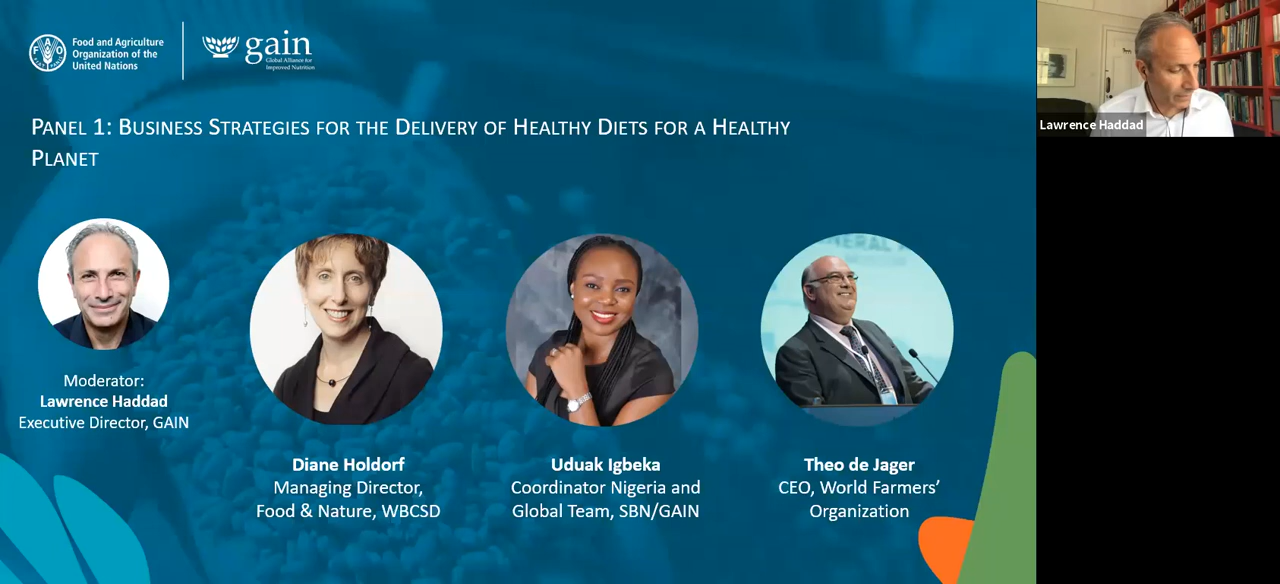 Food and Agriculture
Organization of the
United Nations
gain
Global Alliance for
Improved Nutrition
PANEL 1: BUSINESS STRATEGIES FOR THE DELIVERY OF HEALTHY DIETS FOR A HEALTHY
PLANET
Moderator:
Lawrence Haddad
Executive Director, GAIN
Diane Holdorf
Managing Director,
Food & Nature, WBCSD
Uduak Igbeka
Coordinator Nigeria and
Global Team, SBN/GAIN
Theo de Jager
CEO, World Farmers’
Organization
Lawrence Haddad